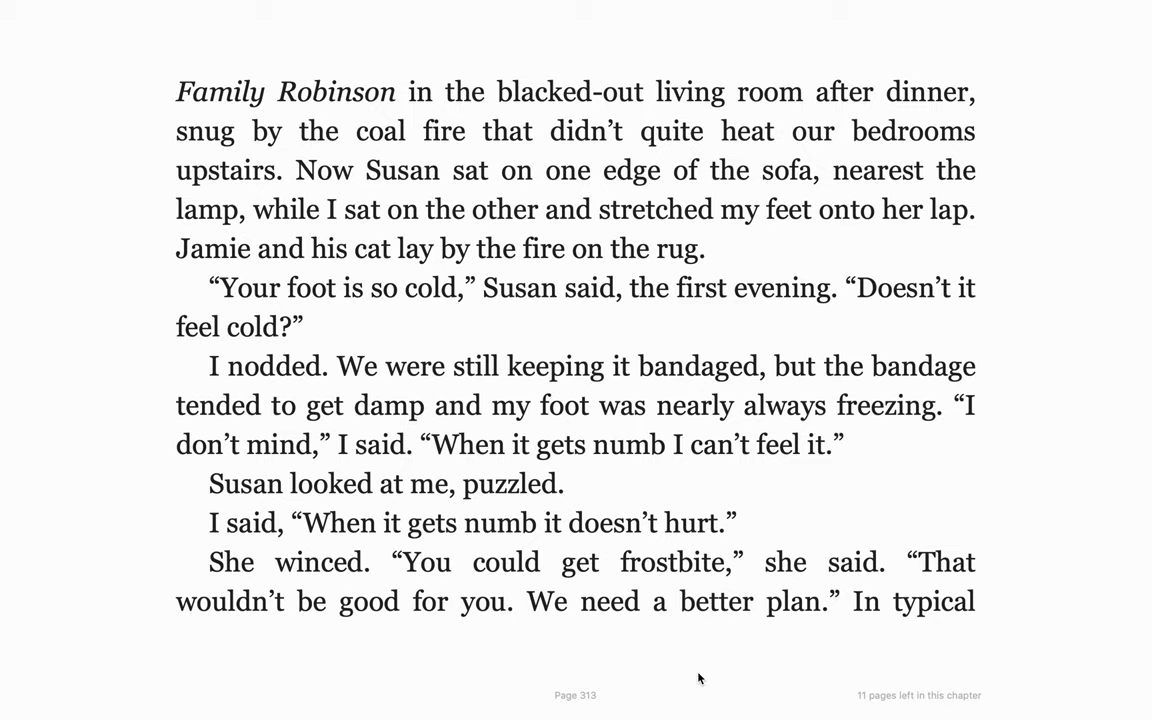 Family Robinson in the blacked-out living room after dinner,
snug by the coal fire that didn’t quite heat our bedrooms
upstairs. Now Susan sat on one edge of the sofa, nearest the
lamp, while I sat on the other and stretched my feet onto her lap.
Jamie and his cat lay by the fire on the rug.
“Your foot is so cold,” Susan said, the first evening. “Doesn’t it
feel cold?”
I nodded. We were still keeping it bandaged, but the bandage
tended to get damp and my foot was nearly always freezing. “I
don’t mind,” I said. “When it gets numb I can’t feel it.”
Susan looked at me, puzzled.
I said, “When it gets numb it doesn’t hurt.”
She winced. “You could get frostbite,” she said. “That
wouldn’t be good for you. We need a better plan.” In typical
Page 313
11 pages left in this chapter